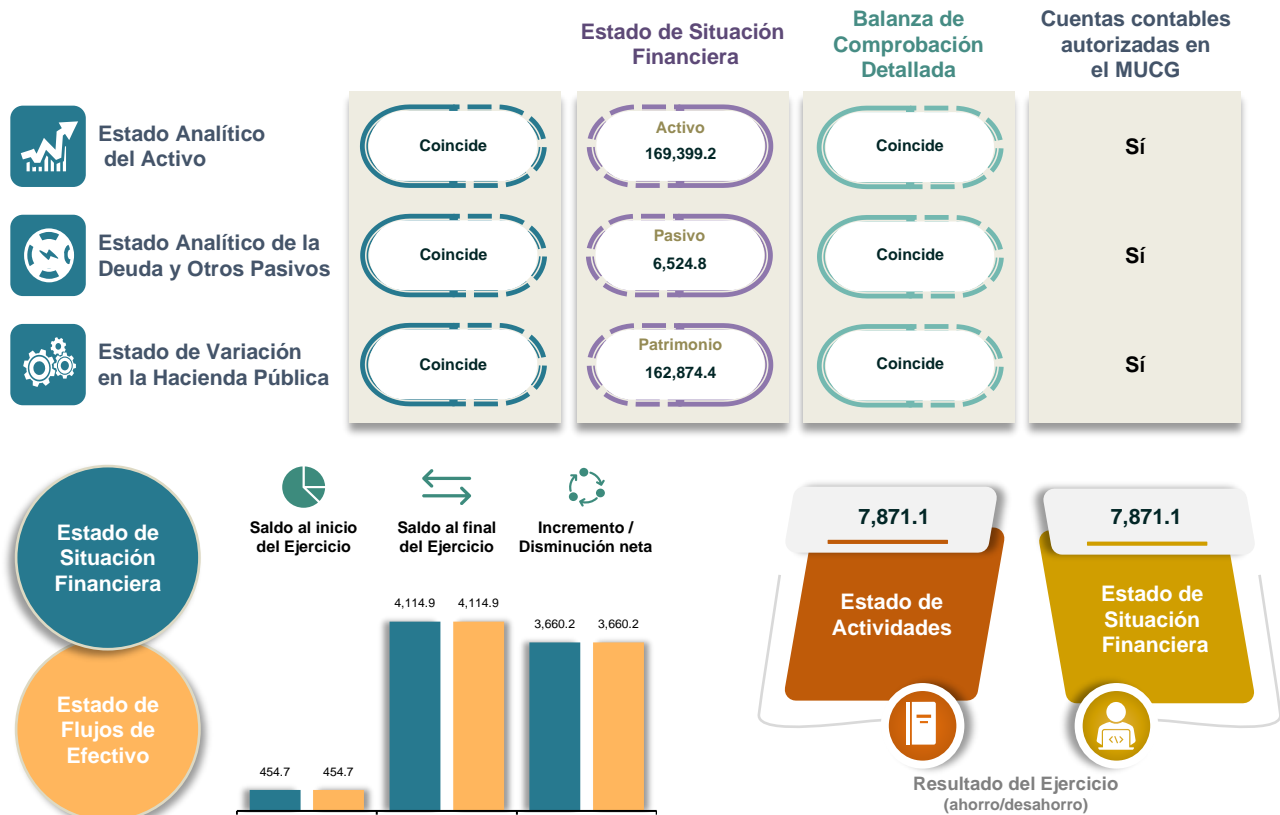 Estado de Situación
Financiera
Balanza de
Comprobación
Detallada
Cuentas contables
autorizadas en
el MUCG
Estado Analítico
del Activo
Coincide
Activo
169,399.2
Coincide
Sí
Estado Analítico de la
Deuda y Otros Pasivos
Coincide
Pasivo
6,524.8
Coincide
Sí
Estado de Variación
en la Hacienda Pública
Coincide
Patrimonio
162,874.4
Coincide
Sí
Estado de
Situación
Financiera
Estado de
Flujos de
Efectivo
Saldo al inicio
del Ejercicio
Saldo al final
del Ejercicio
Incremento /
Disminución neta
454.7
454.7
4,114.9
4,114.9
3,660.2
3,660.2
7,871.1
Estado de
Actividades
7,871.1
Estado de
Situación
Financiera
Resultado del Ejercicio
(ahorro/desahorro)